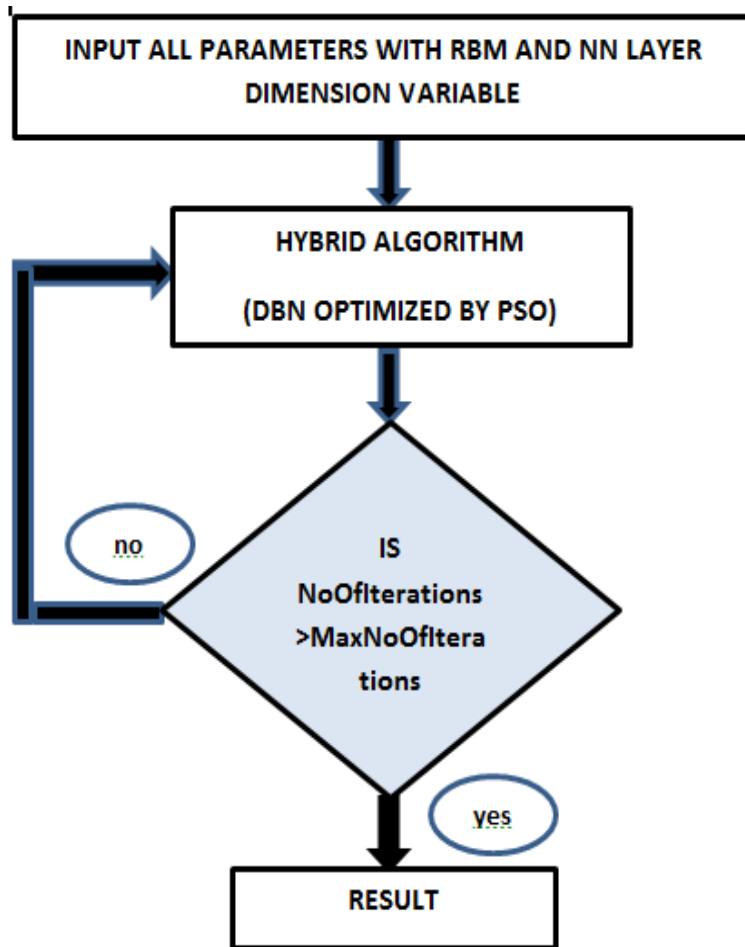 INPUT ALL PARAMETERS WITH RBM AND NN LAYER
DIMENSION VARIABLE
HYBRID ALGORITHM
(DBN OPTIMIZED BY PSO)
no
IS
NoOfIterations
>MaxNoOfItera
tions
yes
RESULT